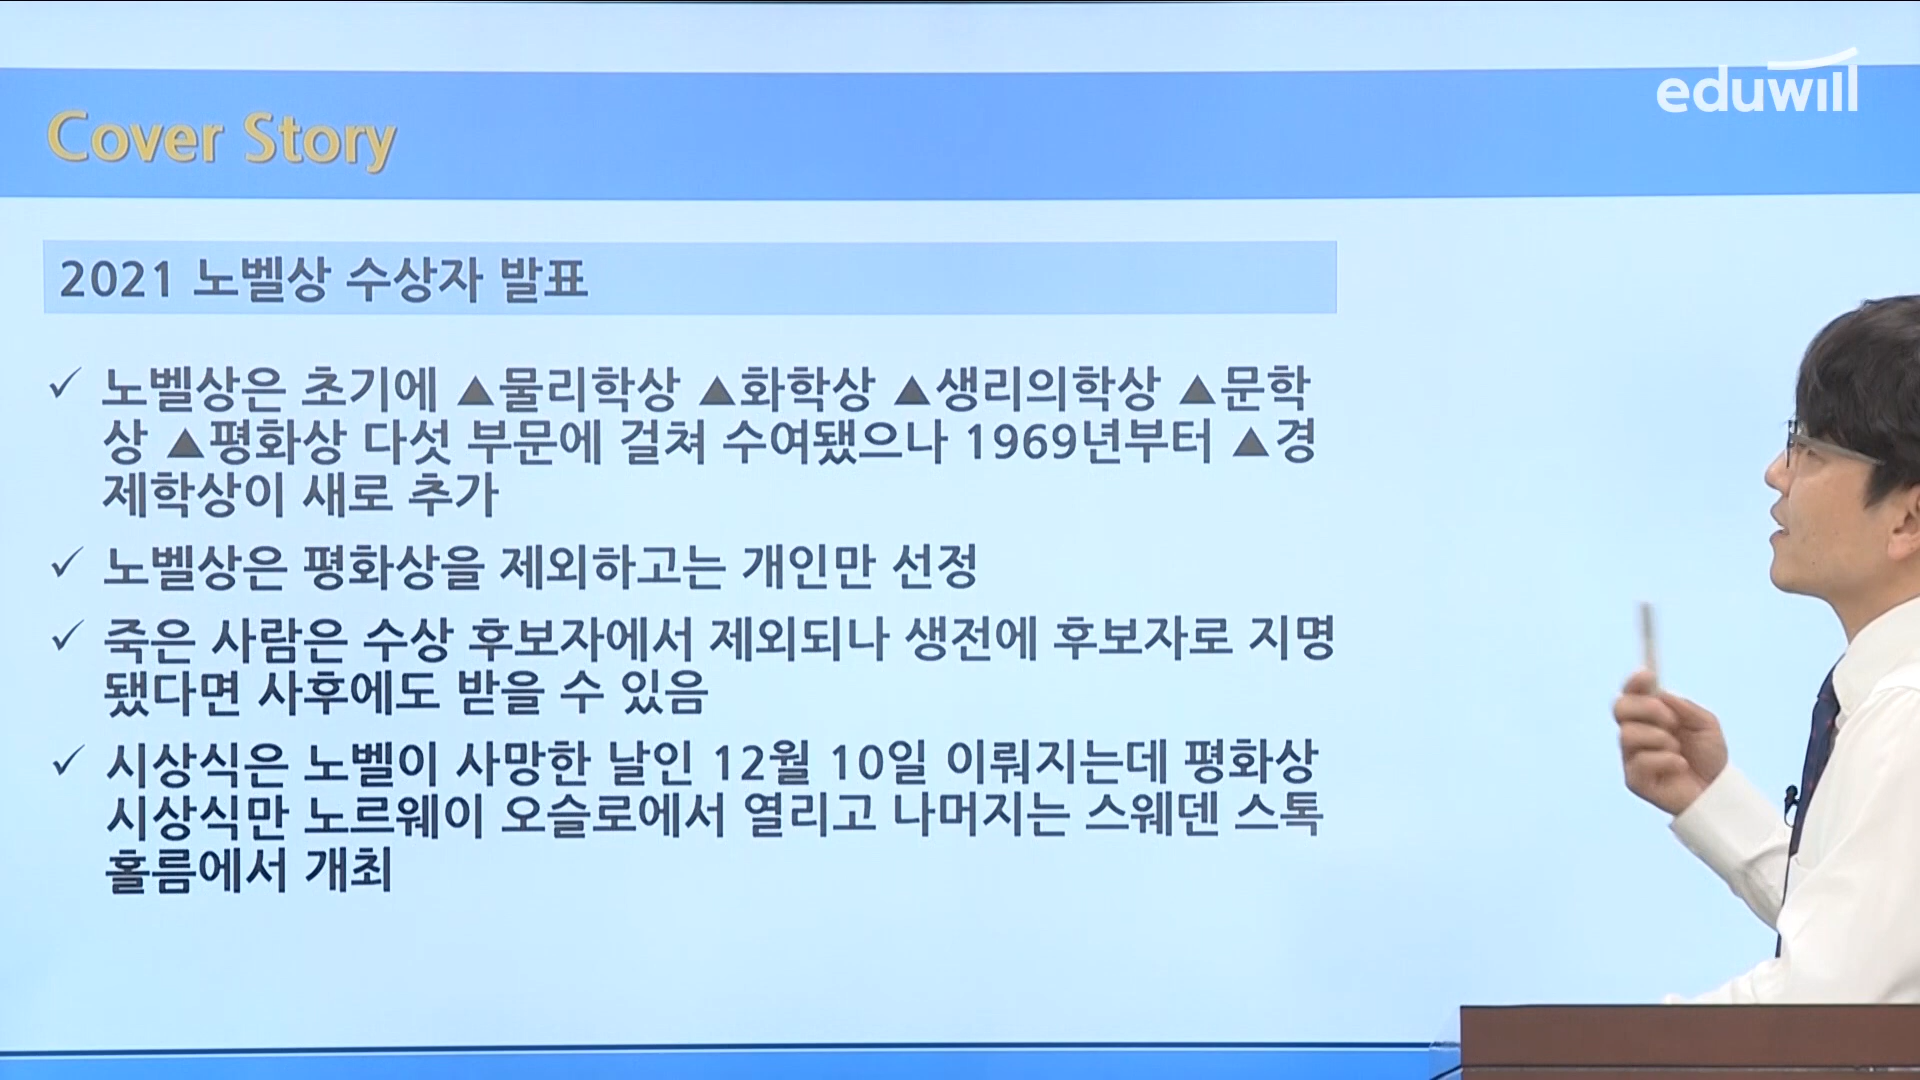 eduwill
Cover Story
2021 노벨상 수상자 발표
✓ 노벨상은 초기에 ▲물리학상 ▲화학상 ▲생리의학상 ▲문학
상 ▲평화상 다섯 부문에 걸쳐 수여됐으나 1969년부터 ▲경
제학상이 새로 추가
✓ 노벨상은 평화상을 제외하고는 개인만 선정
✓ 죽은 사람은 수상 후보자에서 제외되나 생전에 후보자로 지명
됐다면 사후에도 받을 수 있음
✓ 시상식은 노벨이 사망한 날인 12월 10일 이뤄지는데 평화상
시상식만 노르웨이 오슬로에서 열리고 나머지는 스웨덴 스톡
홀름에서 개최